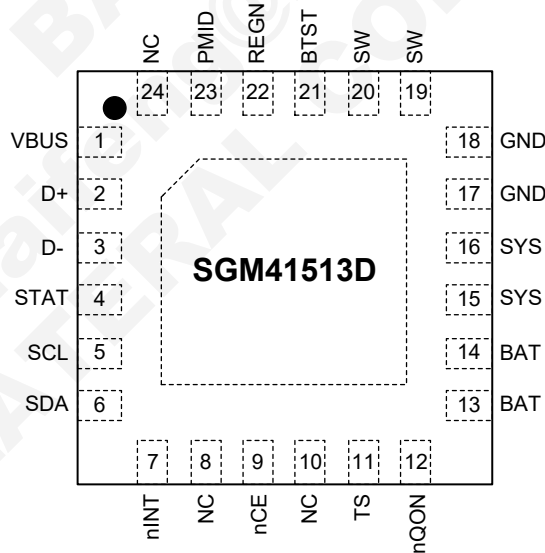 NC PMID REGN BTST SW SW
24 23 22 21 20 19
VBUS 1 18 GND
D+ 2 17 GND
D- 3 16 SYS
SGM41513D
STAT 4 15 SYS
SCL 5 14 BAT
SDA 6 13 BAT
7 8 9 10 11 12
nINT NC nCE NC TS nQON